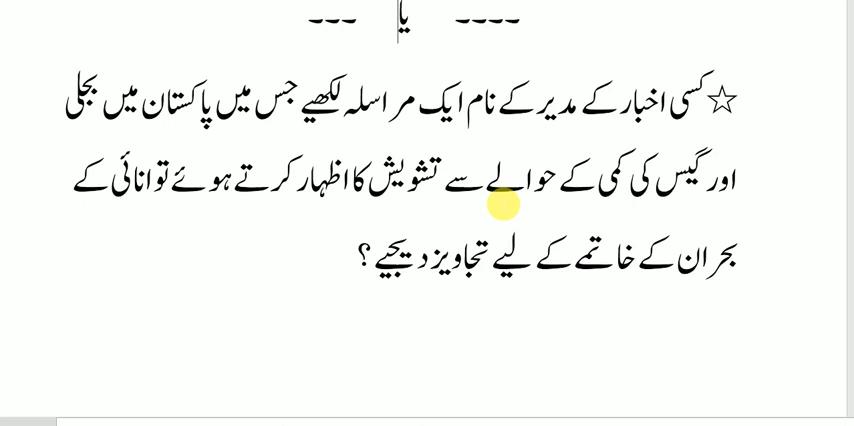 ---- یا ---
☆ کسی اخبار کے مدیر کے نام ایک مراسلہ لکھیے جس میں پاکستان میں بجلی
اور گیس کی کمی کے حوالے سے تشویش کا اظہار کرتے ہوئے توانائی کے
بحران کے خاتمے کے لیے تجاویز دیجیے؟